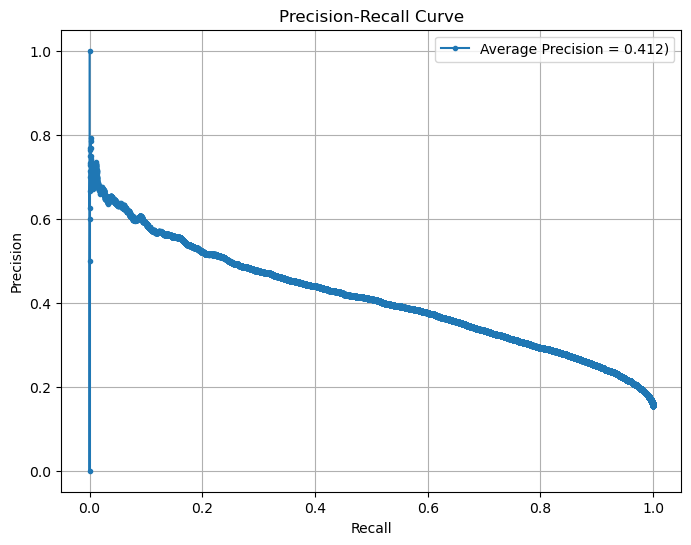 Precision-Recall Curve
Average Precision = 0.412)
1.0
0.8
0.6
0.4
0.2
0.0
Precision
0.0 0.2 0.4 0.6 0.8 1.0
Recall